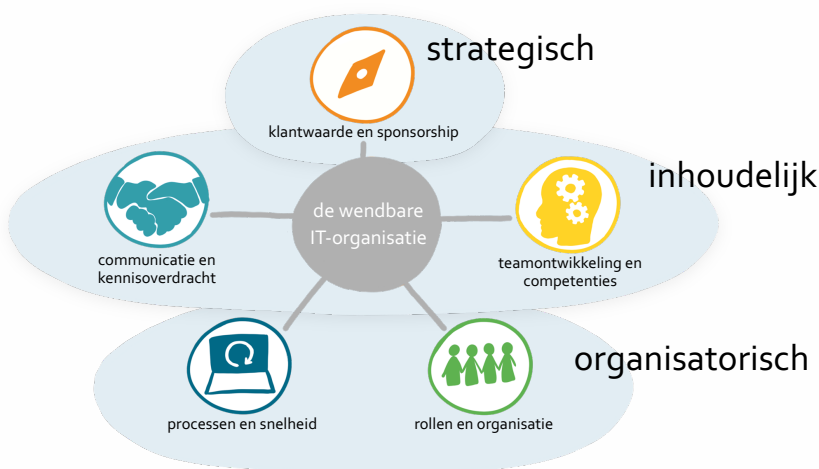 strategisch
klantwaarde en sponsorship
inhoudelijk
de wendbare
IT-organisatie
communicatie en
kennisoverdracht
teamontwikkeling en
competenties
organisatorisch
processen en snelheid
rollen en organisatie